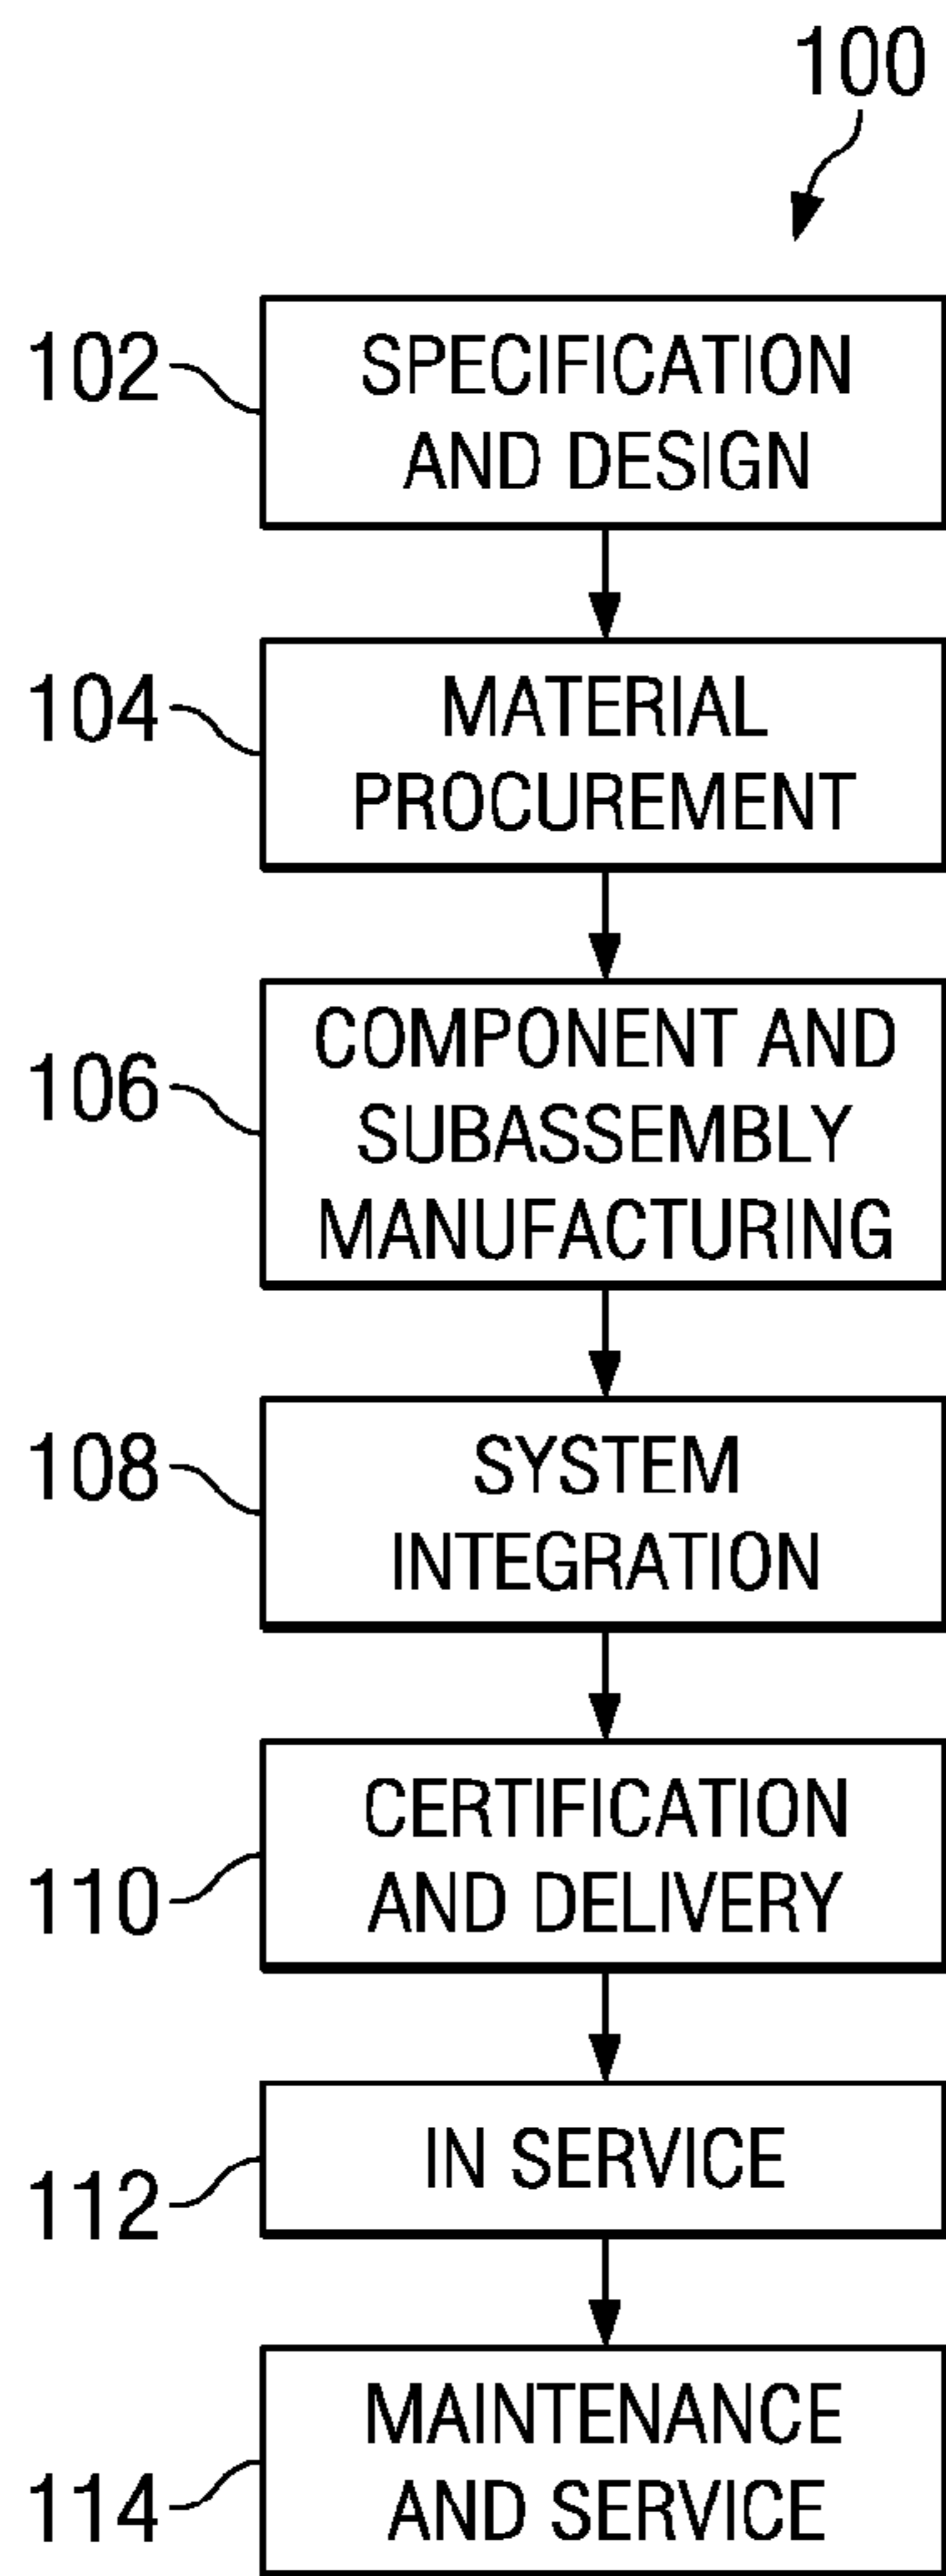 100
102
SPECIFICATION
AND DESIGN
104
MATERIAL
PROCUREMENT
106
COMPONENT AND
SUBASSEMBLY
MANUFACTURING
108
SYSTEM
INTEGRATION
110
CERTIFICATION
AND DELIVERY
112
IN SERVICE
114
MAINTENANCE
AND SERVICE